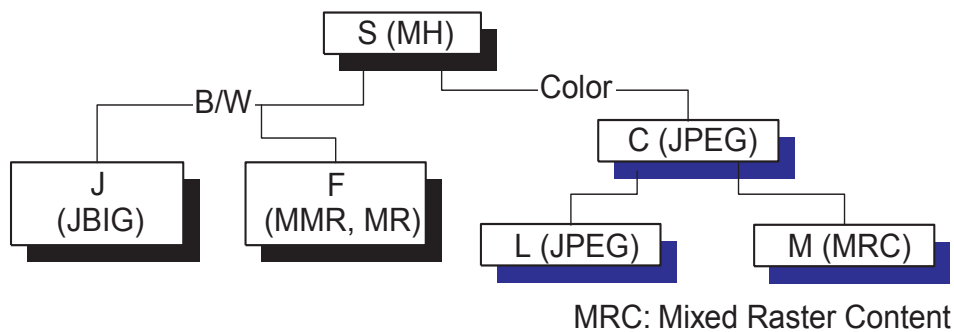 S (MH)
B/W
Color
C (JPEG)
J
(JBIG)
F
(MMR, MR)
L (JPEG)
M (MRC)
MRC: Mixed Raster Content